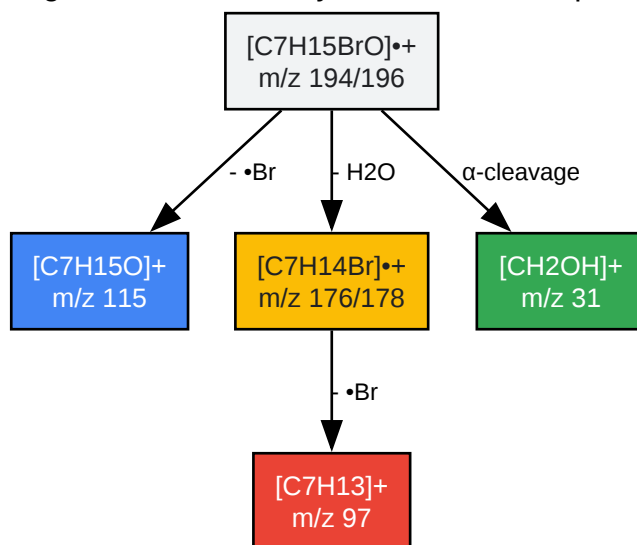 [C7H15BrO]•+
m/z 194/196
- •Br
- H2O
α-cleavage
[C7H15O]+
m/z 115
[C7H14Br]•+
m/z 176/178
[CH2OH]+
m/z 31
- •Br
[C7H13]+
m/z 97